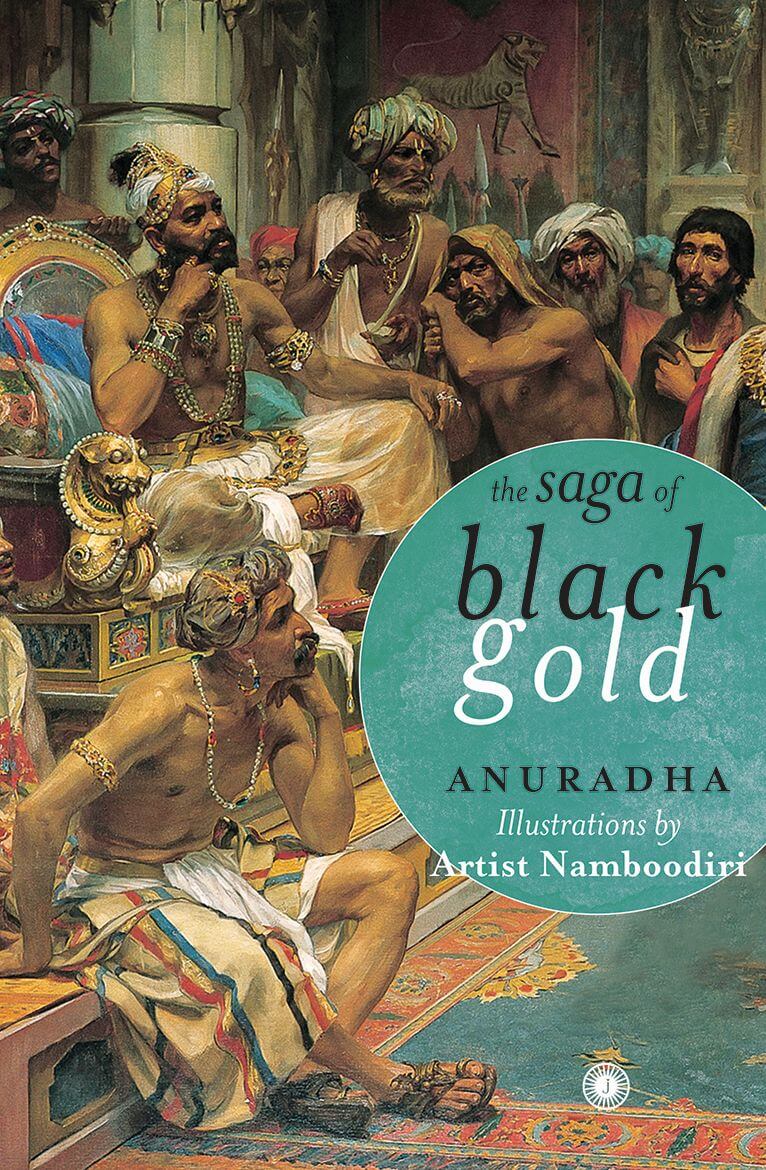 the saga of
black
gold
ANURADHA
Illustrations by
Artist Namboodiri
J